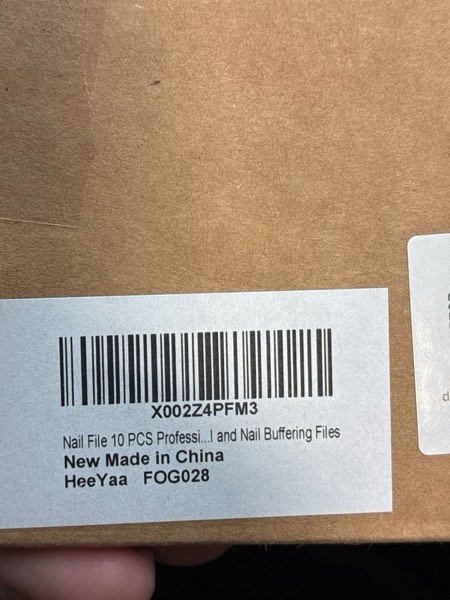 X002Z4PFM3
Nail File 10 PCS Professi...l and Nail Buffering Files
New Made in China
HeeYaa FOG028